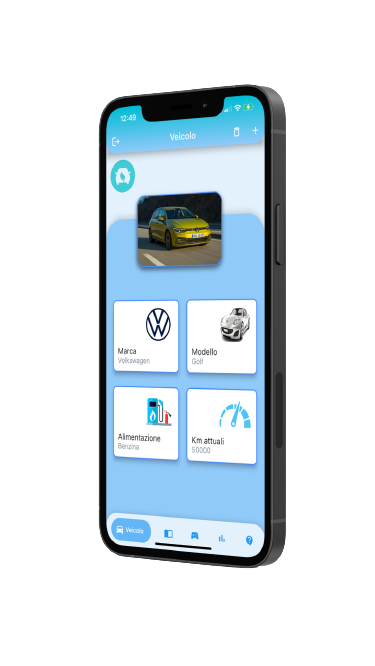 12:49
Veicolo
Marca
Volkswagen
Modello
Golf
Alimentazione
Benzina
Km attuali
50000
Veicolo